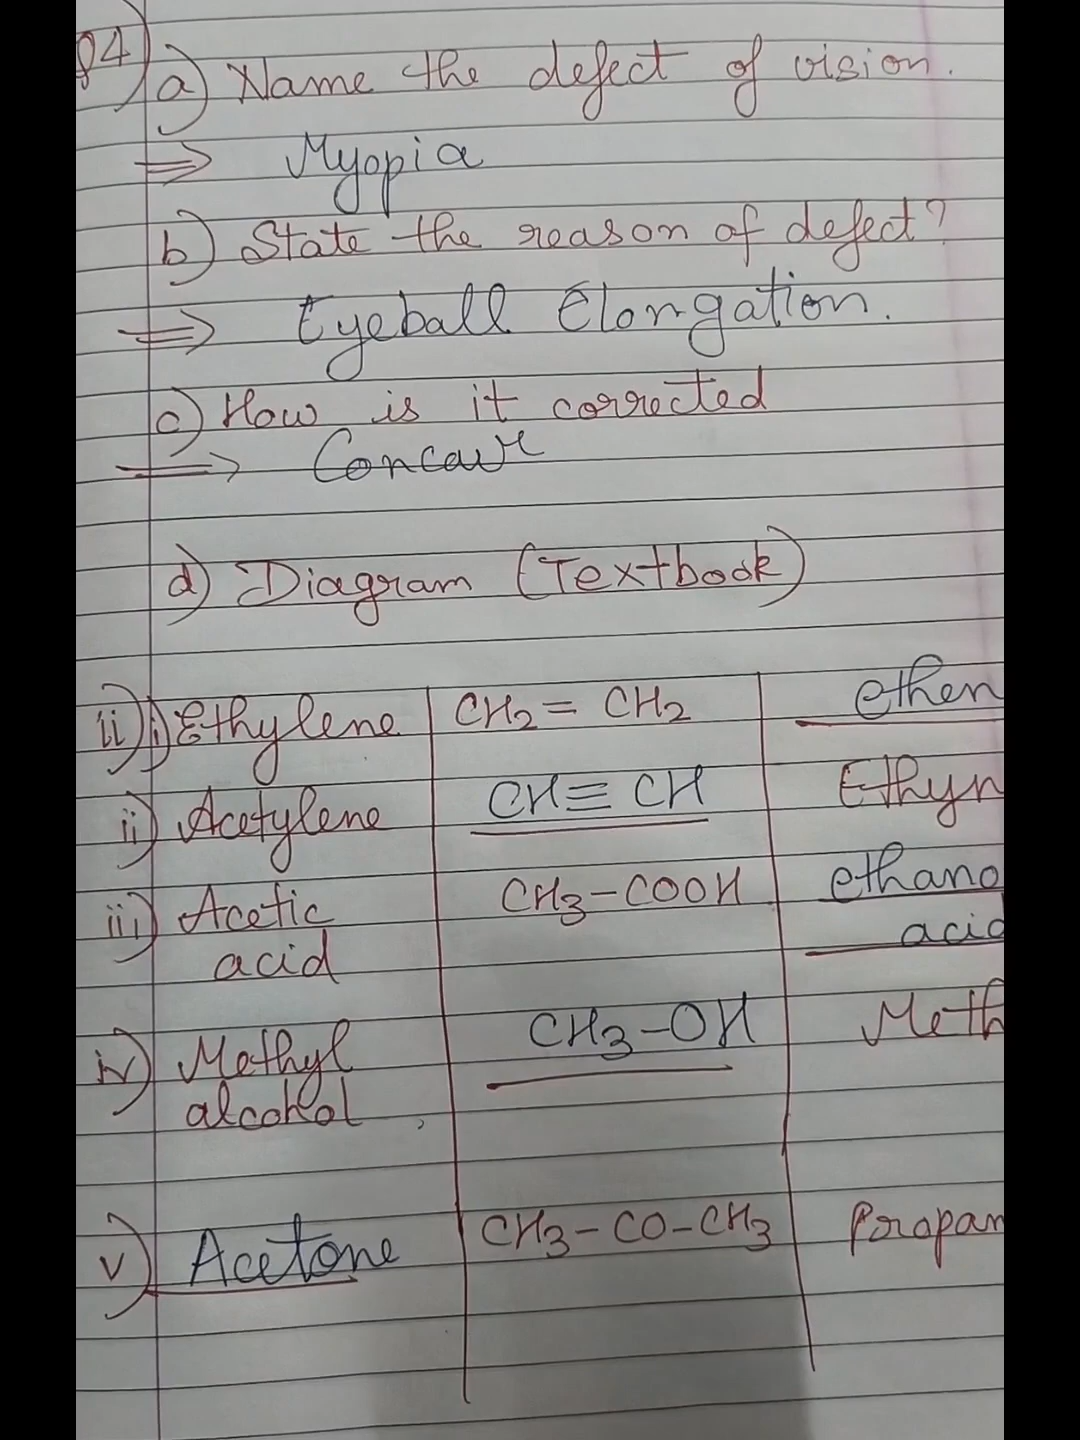 Q4) a) Name the defect of vision.
⇒ Myopia
b) State the reason of defect?
⇒ Eyeball Elongation.
c) How is it corrected
⇒ Concave
d) Diagram (Textbook)
ii) i) Ethylene CH2 = CH2 ethen
ii) Acetylene CH≡CH Ethyn
iii) Acetic acid CH3-COOH ethano acid
iv) Methyl alcohol CH3-OH Meth
v) Acetone CH3-CO-CH3 Propan